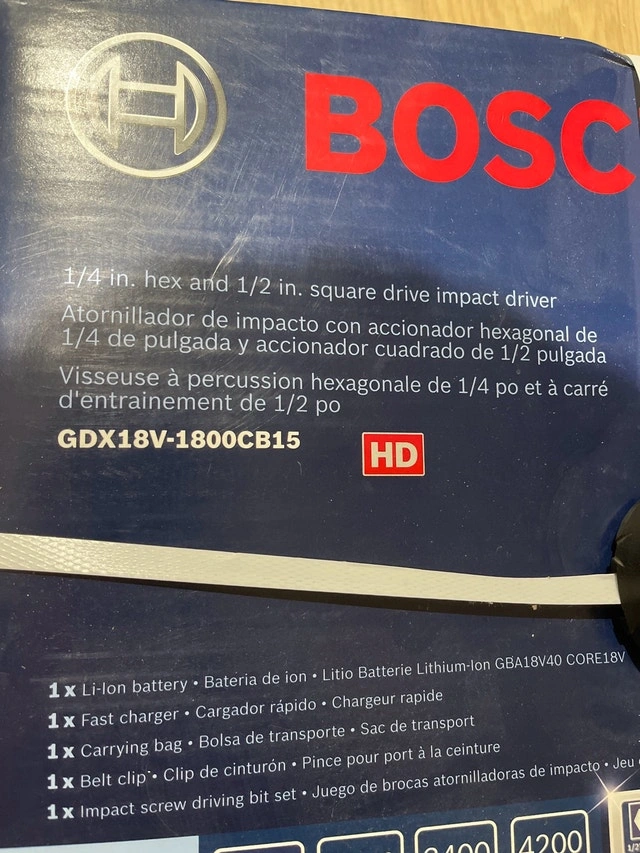 BOSC
1/4 in. hex and 1/2 in. square drive impact driver
Atornillador de impacto con accionador hexagonal de
1/4 de pulgada y accionador cuadrado de 1/2 pulgada
Visseuse à percussion hexagonale de 1/4 po et à carré
d'entrainement de 1/2 po
GDX18V-1800CB15
HD
1 x Li-Ion battery • Bateria de ion • Litio Batterie Lithium-Ion GBA18V40 CORE18V
1 x Fast charger • Cargador rápido • Chargeur rapide
1 x Carrying bag • Bolsa de transporte • Sac de transport
1 x Belt clip • Clip de cinturón • Pince pour port à la ceinture
1 x Impact screw driving bit set • Juego de brocas atornilladoras de impacto • Jeu
3400 4200